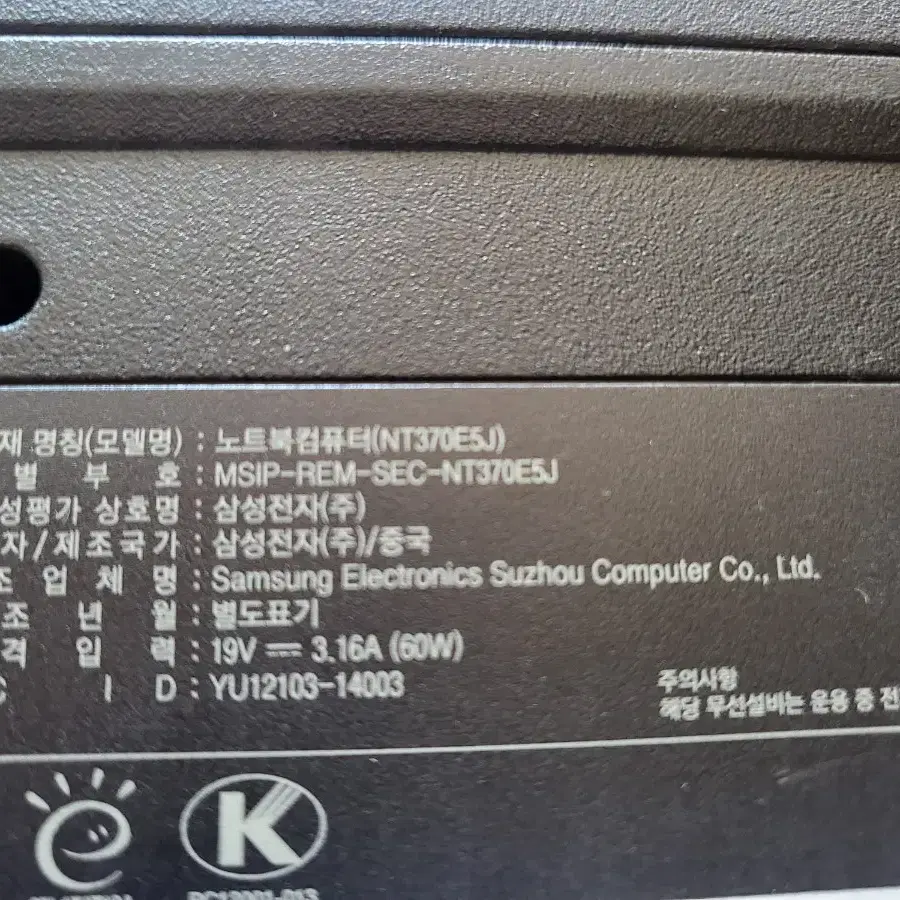 재 명칭(모델명) : 노트북컴퓨터(NT370E5J)
별 부 호 : MSIP-REM-SEC-NT370E5J
성평가 상호명 : 삼성전자(주)
자/제조국가 : 삼성전자(주)/중국
조 업 체 명 : Samsung Electronics Suzhou Computer Co., Ltd.
조 년 월 : 별도표기
격 입 력 : 19V 3.16A (60W)
C I D : YU12103-14003
주의사항
해당 무선설비는 운용 중 전
e
K